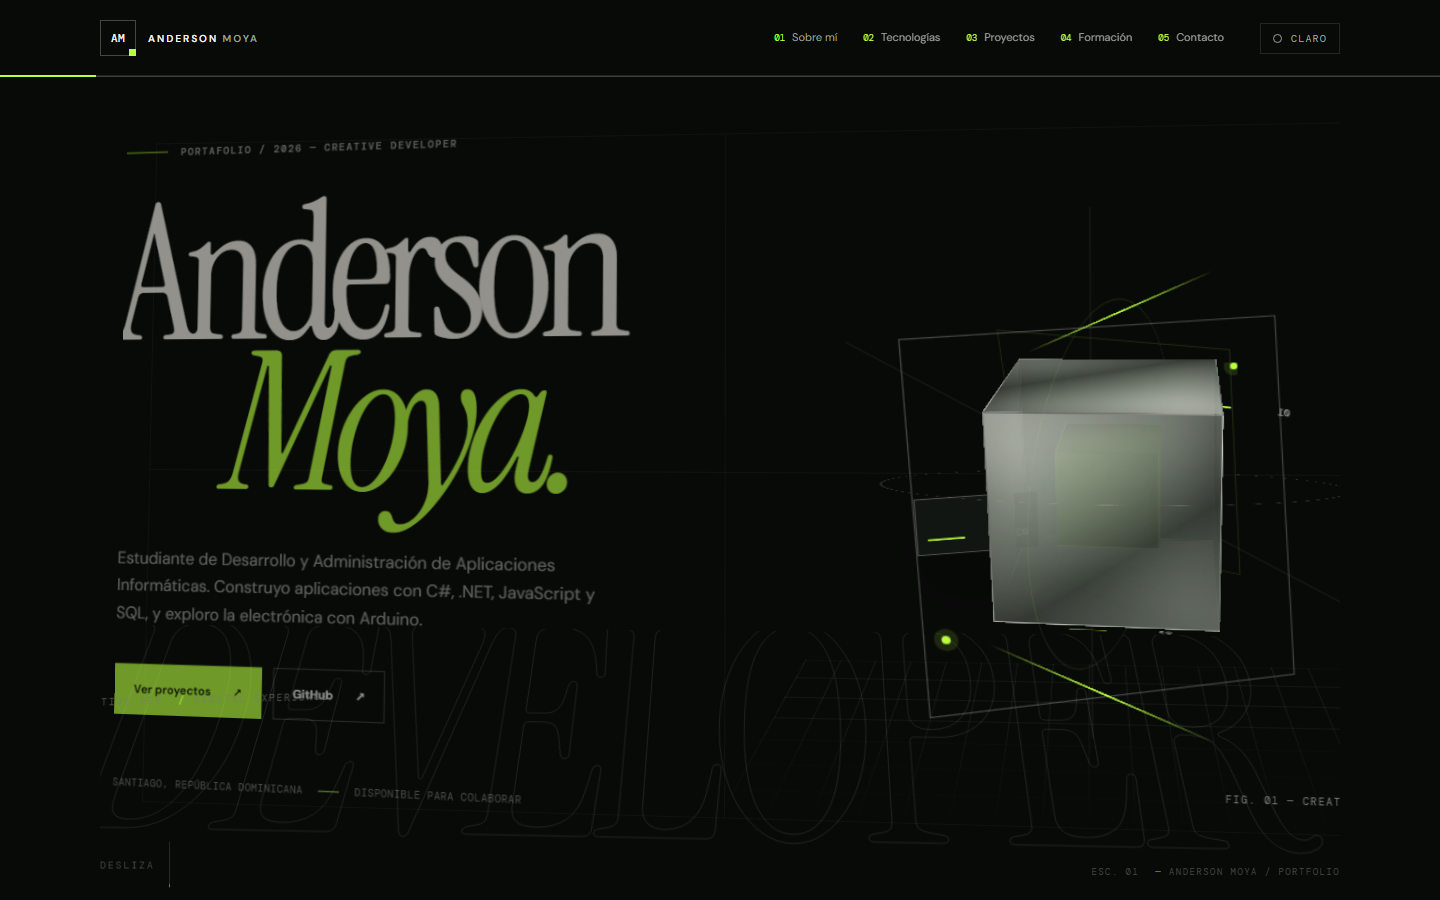 AM
ANDERSON MOYA
01 Sobre mí
02 Tecnologías
03 Proyectos
04 Formación
05 Contacto
CLARO
PORTAFOLIO / 2026 — CREATIVE DEVELOPER
Anderson
Moya.
Estudiante de Desarrollo y Administración de Aplicaciones
Informáticas. Construyo aplicaciones con C#, .NET, JavaScript y
SQL, y exploro la electrónica con Arduino.
Ver proyectos ↗
GitHub ↗
DEVELOPER
SANTIAGO, REPÚBLICA DOMINICANA — DISPONIBLE PARA COLABORAR
FIG. 01 — CREAT
DESLIZA
ESC. 01 — ANDERSON MOYA / PORTFOLIO